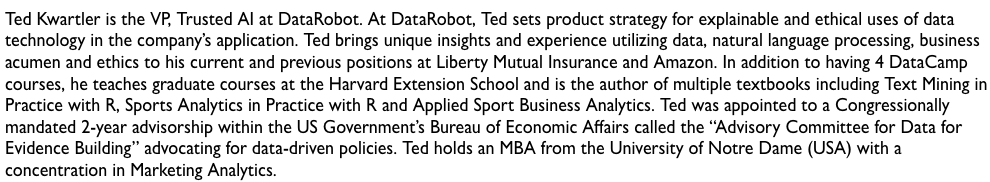 Ted Kwartler is the VP, Trusted AI at DataRobot. At DataRobot, Ted sets product strategy for explainable and ethical uses of data
technology in the company's application. Ted brings unique insights and experience utilizing data, natural language processing, business
acumen and ethics to his current and previous positions at Liberty Mutual Insurance and Amazon. In addition to having 4 DataCamp
courses, he teaches graduate courses at the Harvard Extension School and is the author of multiple textbooks including Text Mining in
Practice with R, Sports Analytics in Practice with R and Applied Sport Business Analytics. Ted was appointed to a Congressionally
mandated 2-year advisorship within the US Government's Bureau of Economic Affairs called the “Advisory Committee for Data for
Evidence Building” advocating for data-driven policies. Ted holds an MBA from the University of Notre Dame (USA) with a
concentration in Marketing Analytics.